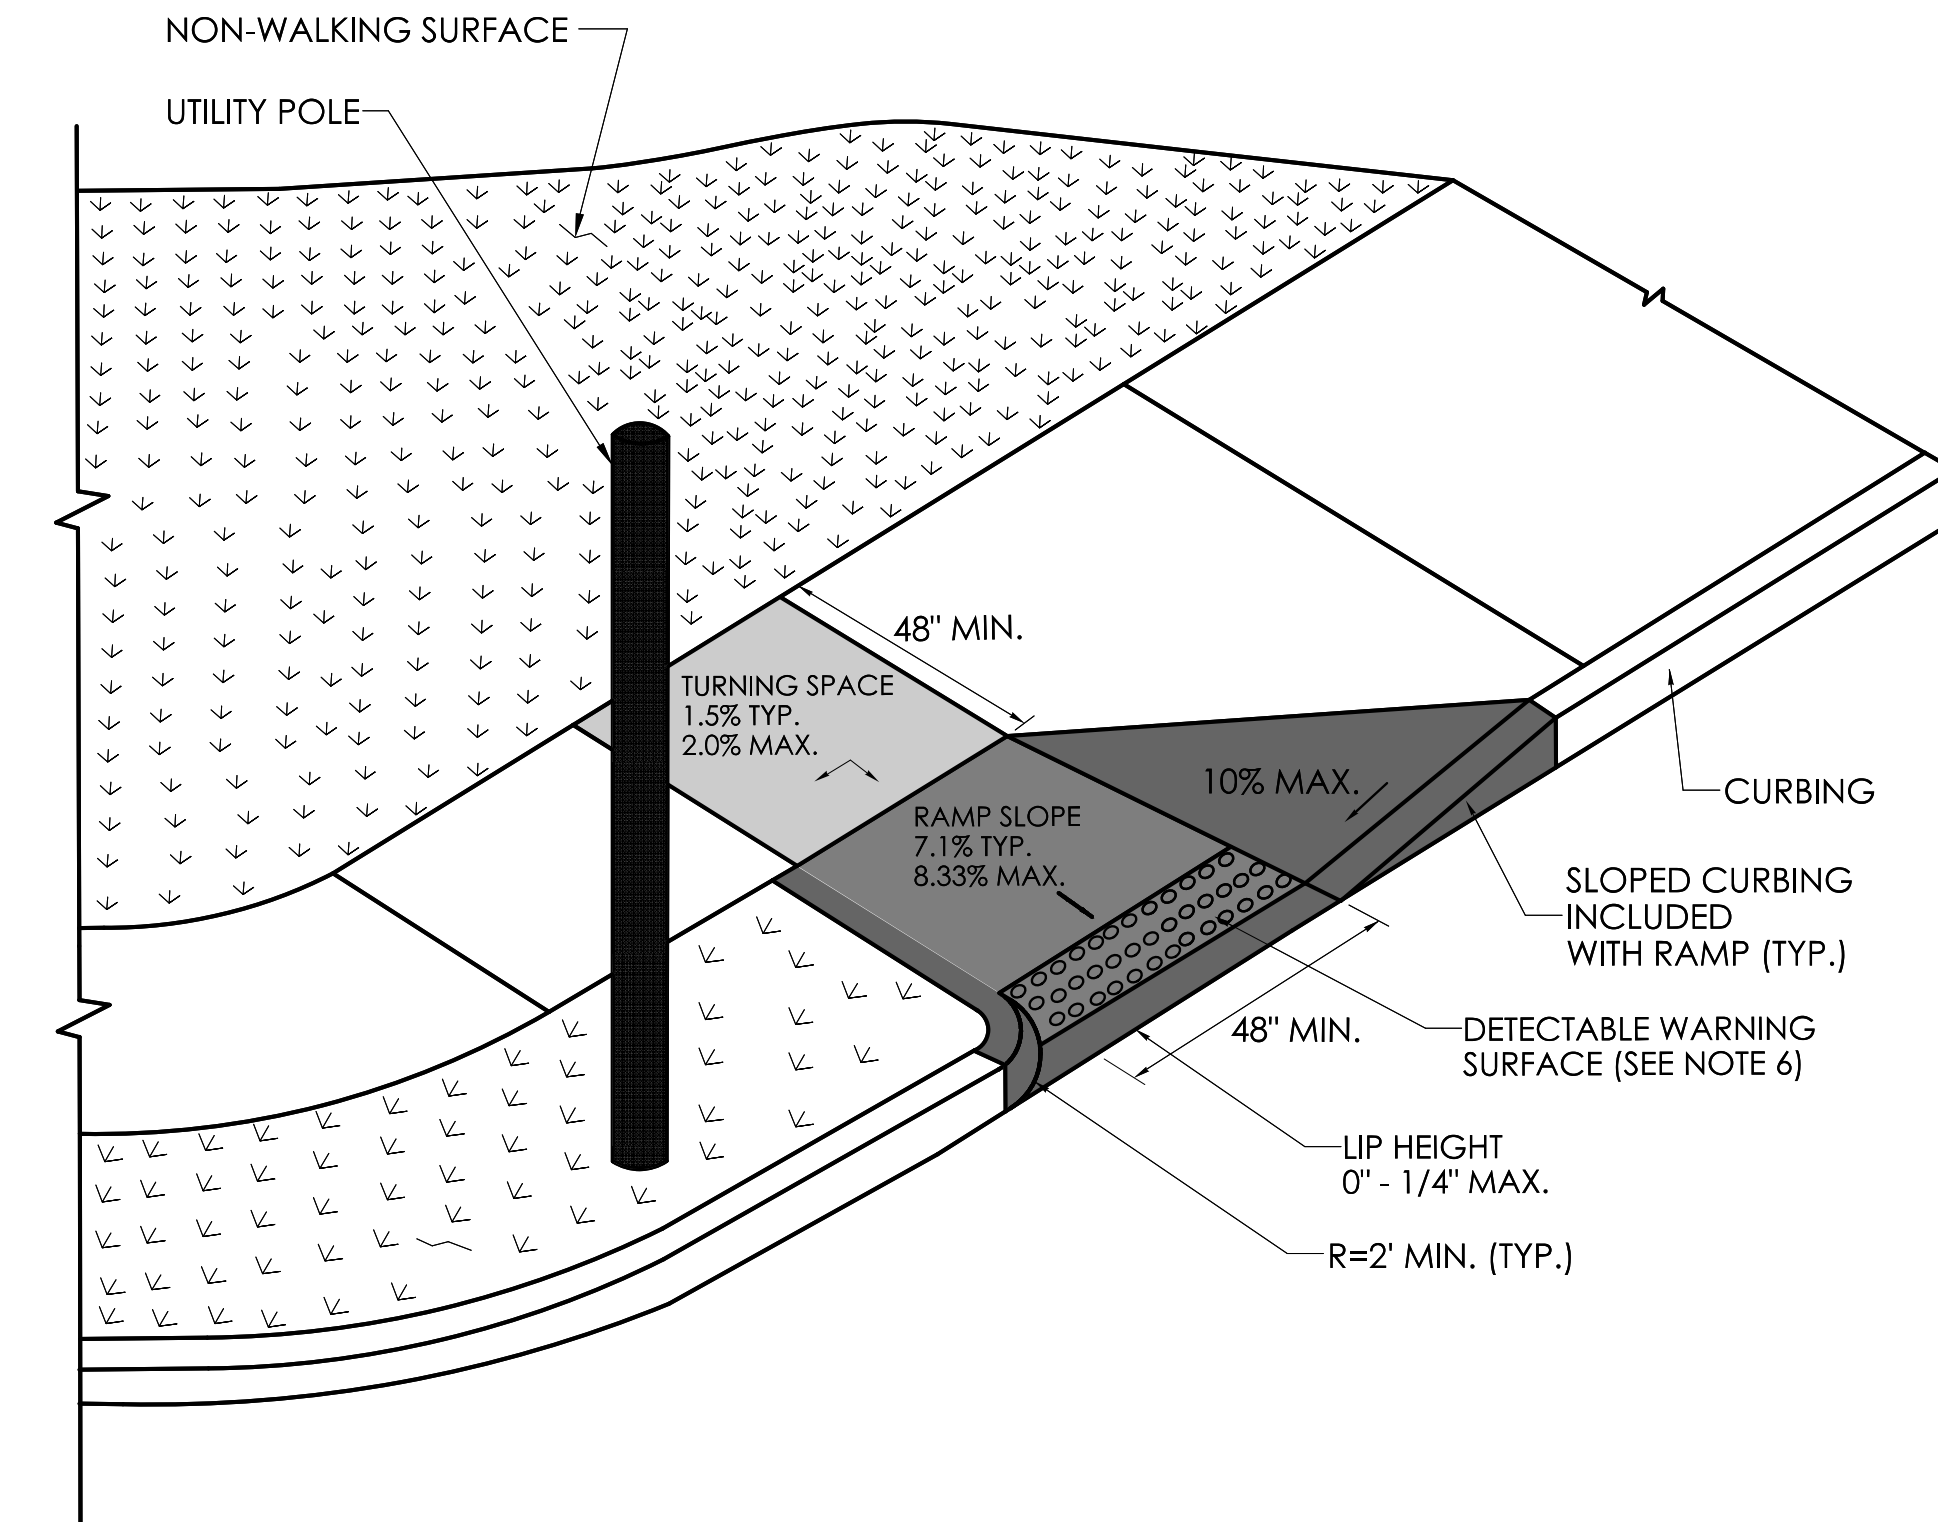 NON-WALKING SURFACE
UTILITY POLE
48" MIN.
TURNING SPACE
1.5% TYP.
2.0% MAX.
10% MAX.
CURBING
RAMP SLOPE
7.1% TYP.
8.33% MAX.
SLOPED CURBING
INCLUDED
WITH RAMP (TYP.)
48" MIN.
DETECTABLE WARNING
SURFACE (SEE NOTE 6)
LIP HEIGHT
0" - 1/4" MAX.
R=2' MIN. (TYP.)